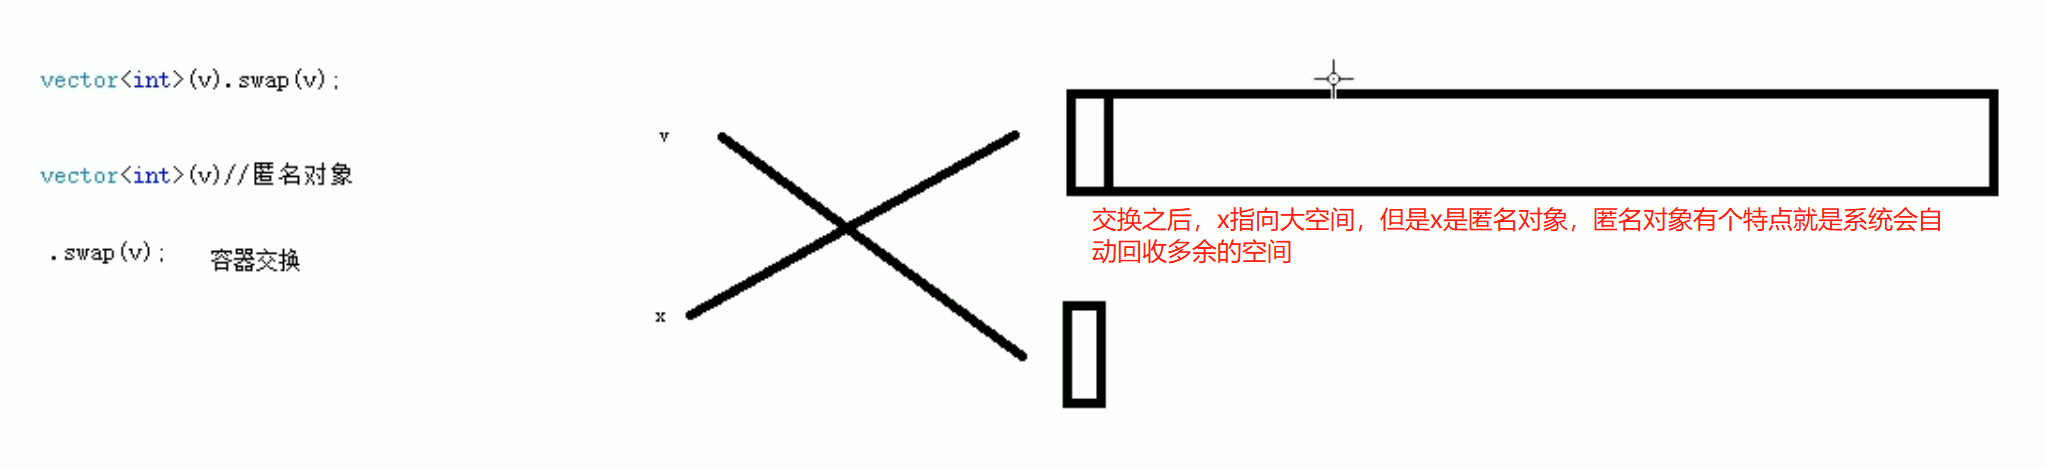 vector<int>(v).swap(v);
v
vector<int>(v)//匿名对象
交换之后，x指向大空间，但是x是匿名对象，匿名对象有个特点就是系统会自
动回收多余的空间
.swap(v);
容器交换
x